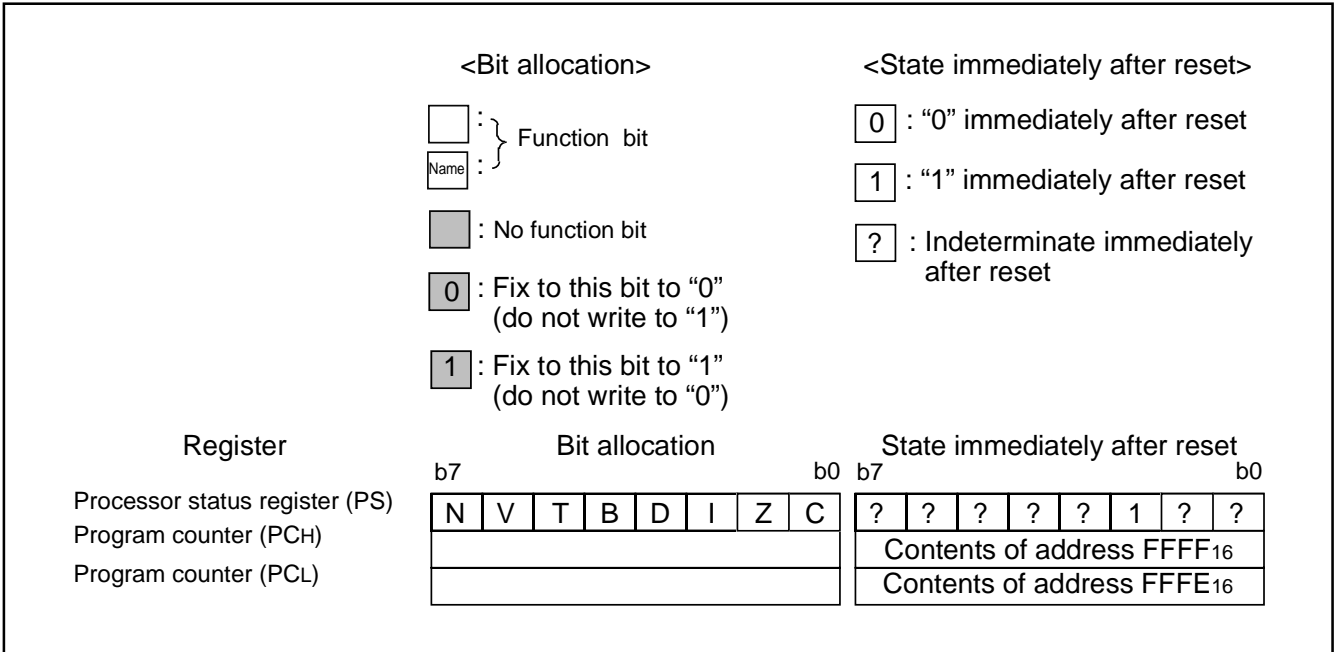 <Bit allocation>
<State immediately after reset>
:
Function bit
Name :
: No function bit
0 : Fix to this bit to “0”
(do not write to “1”)
1 : Fix to this bit to “1”
(do not write to “0”)
0 : “0” immediately after reset
1 : “1” immediately after reset
? : Indeterminate immediately
after reset
Register Bit allocation State immediately after reset
b7 b0 b7 b0
Processor status register (PS) N V T B D I Z C ? ? ? ? ? 1 ? ?
Program counter (PCH) Contents of address FFFF16
Program counter (PCL) Contents of address FFFE16